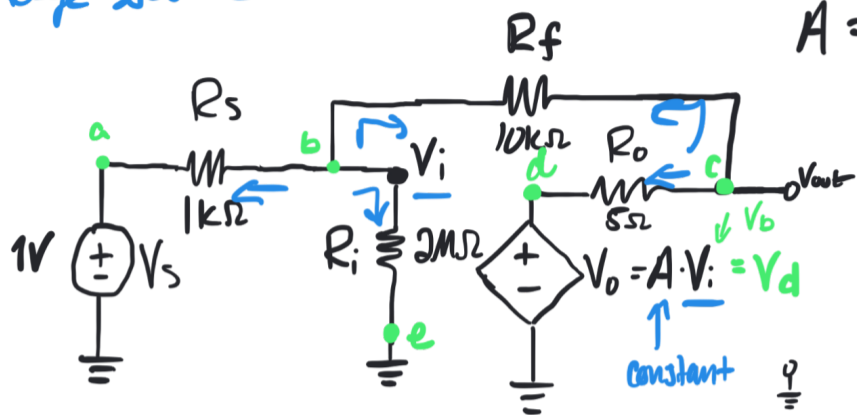 A =
Rf
Rs
a
b
Vi
10kΩ
Ro
d
c
Vout
1kΩ
5Ω
Vo
1V
+
-
Vs
Ri
2MΩ
+
-
Vo = A·Vi = Vd
e
constant